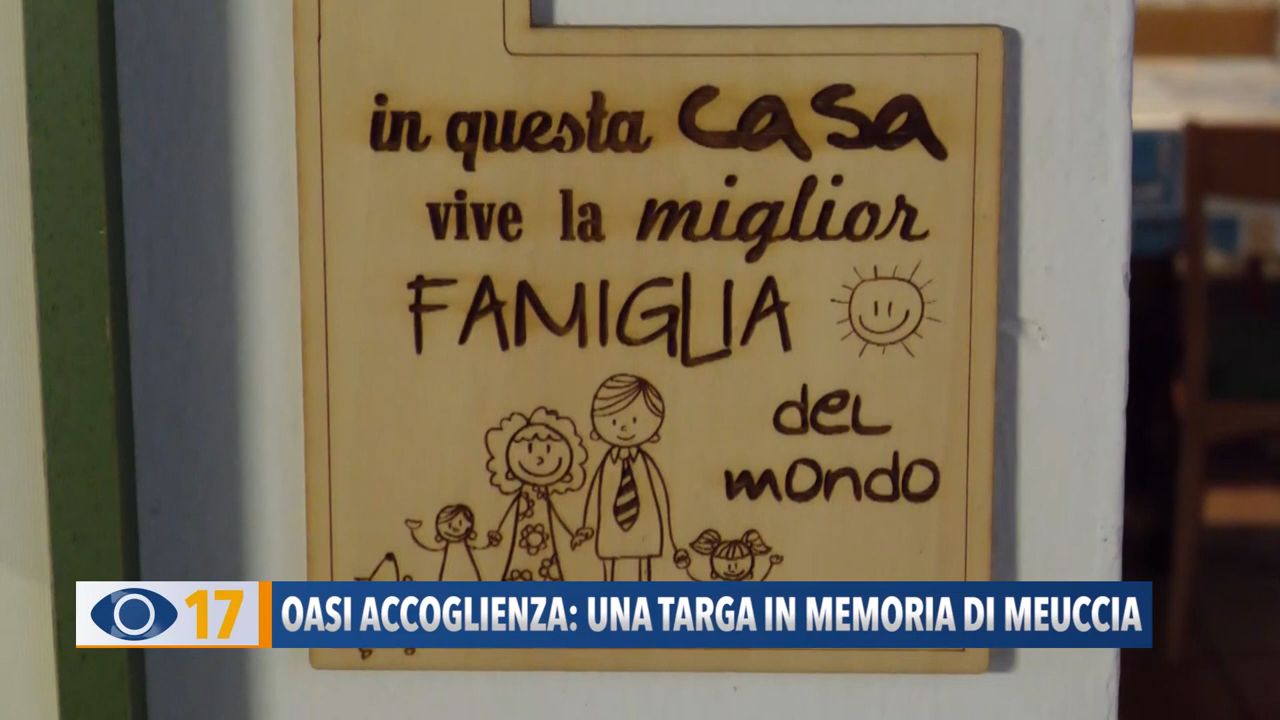 in questa casa
vive la miglior
FAMIGLIA
del
mondo
17
OASI ACCOGLIENZA: UNA TARGA IN MEMORIA DI MEUCCIA